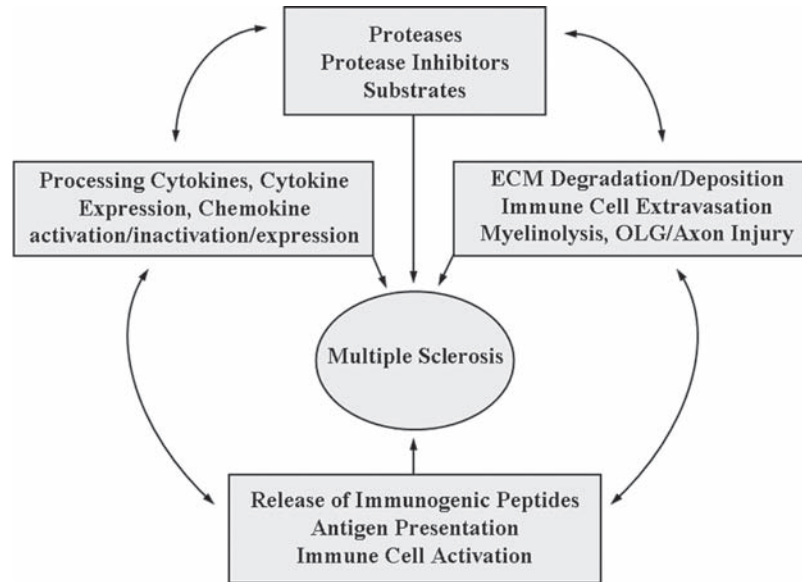 Proteases
Protease Inhibitors
Substrates
Processing Cytokines, Cytokine
Expression, Chemokine
activation/inactivation/expression
ECM Degradation/Deposition
Immune Cell Extravasation
Myelinolysis, OLG/Axon Injury
Multiple Sclerosis
Release of Immunogenic Peptides
Antigen Presentation
Immune Cell Activation